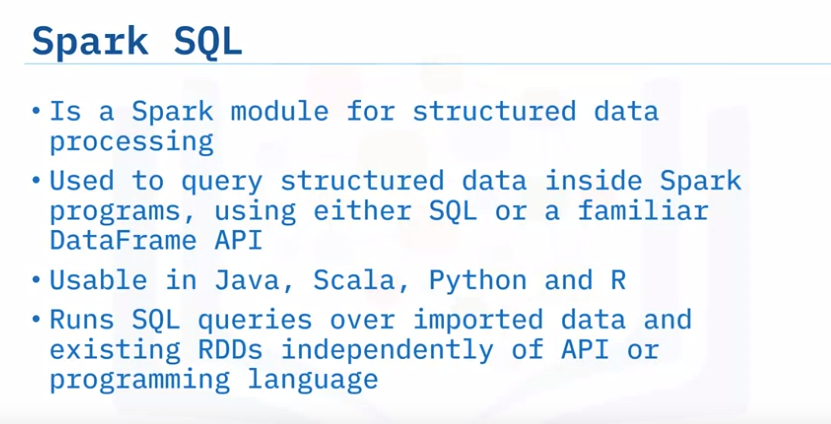 Spark SQL
• Is a Spark module for structured data
processing
• Used to query structured data inside Spark
programs, using either SQL or a familiar
DataFrame API
• Usable in Java, Scala, Python and R
• Runs SQL queries over imported data and
existing RDDs independently of API or
programming language